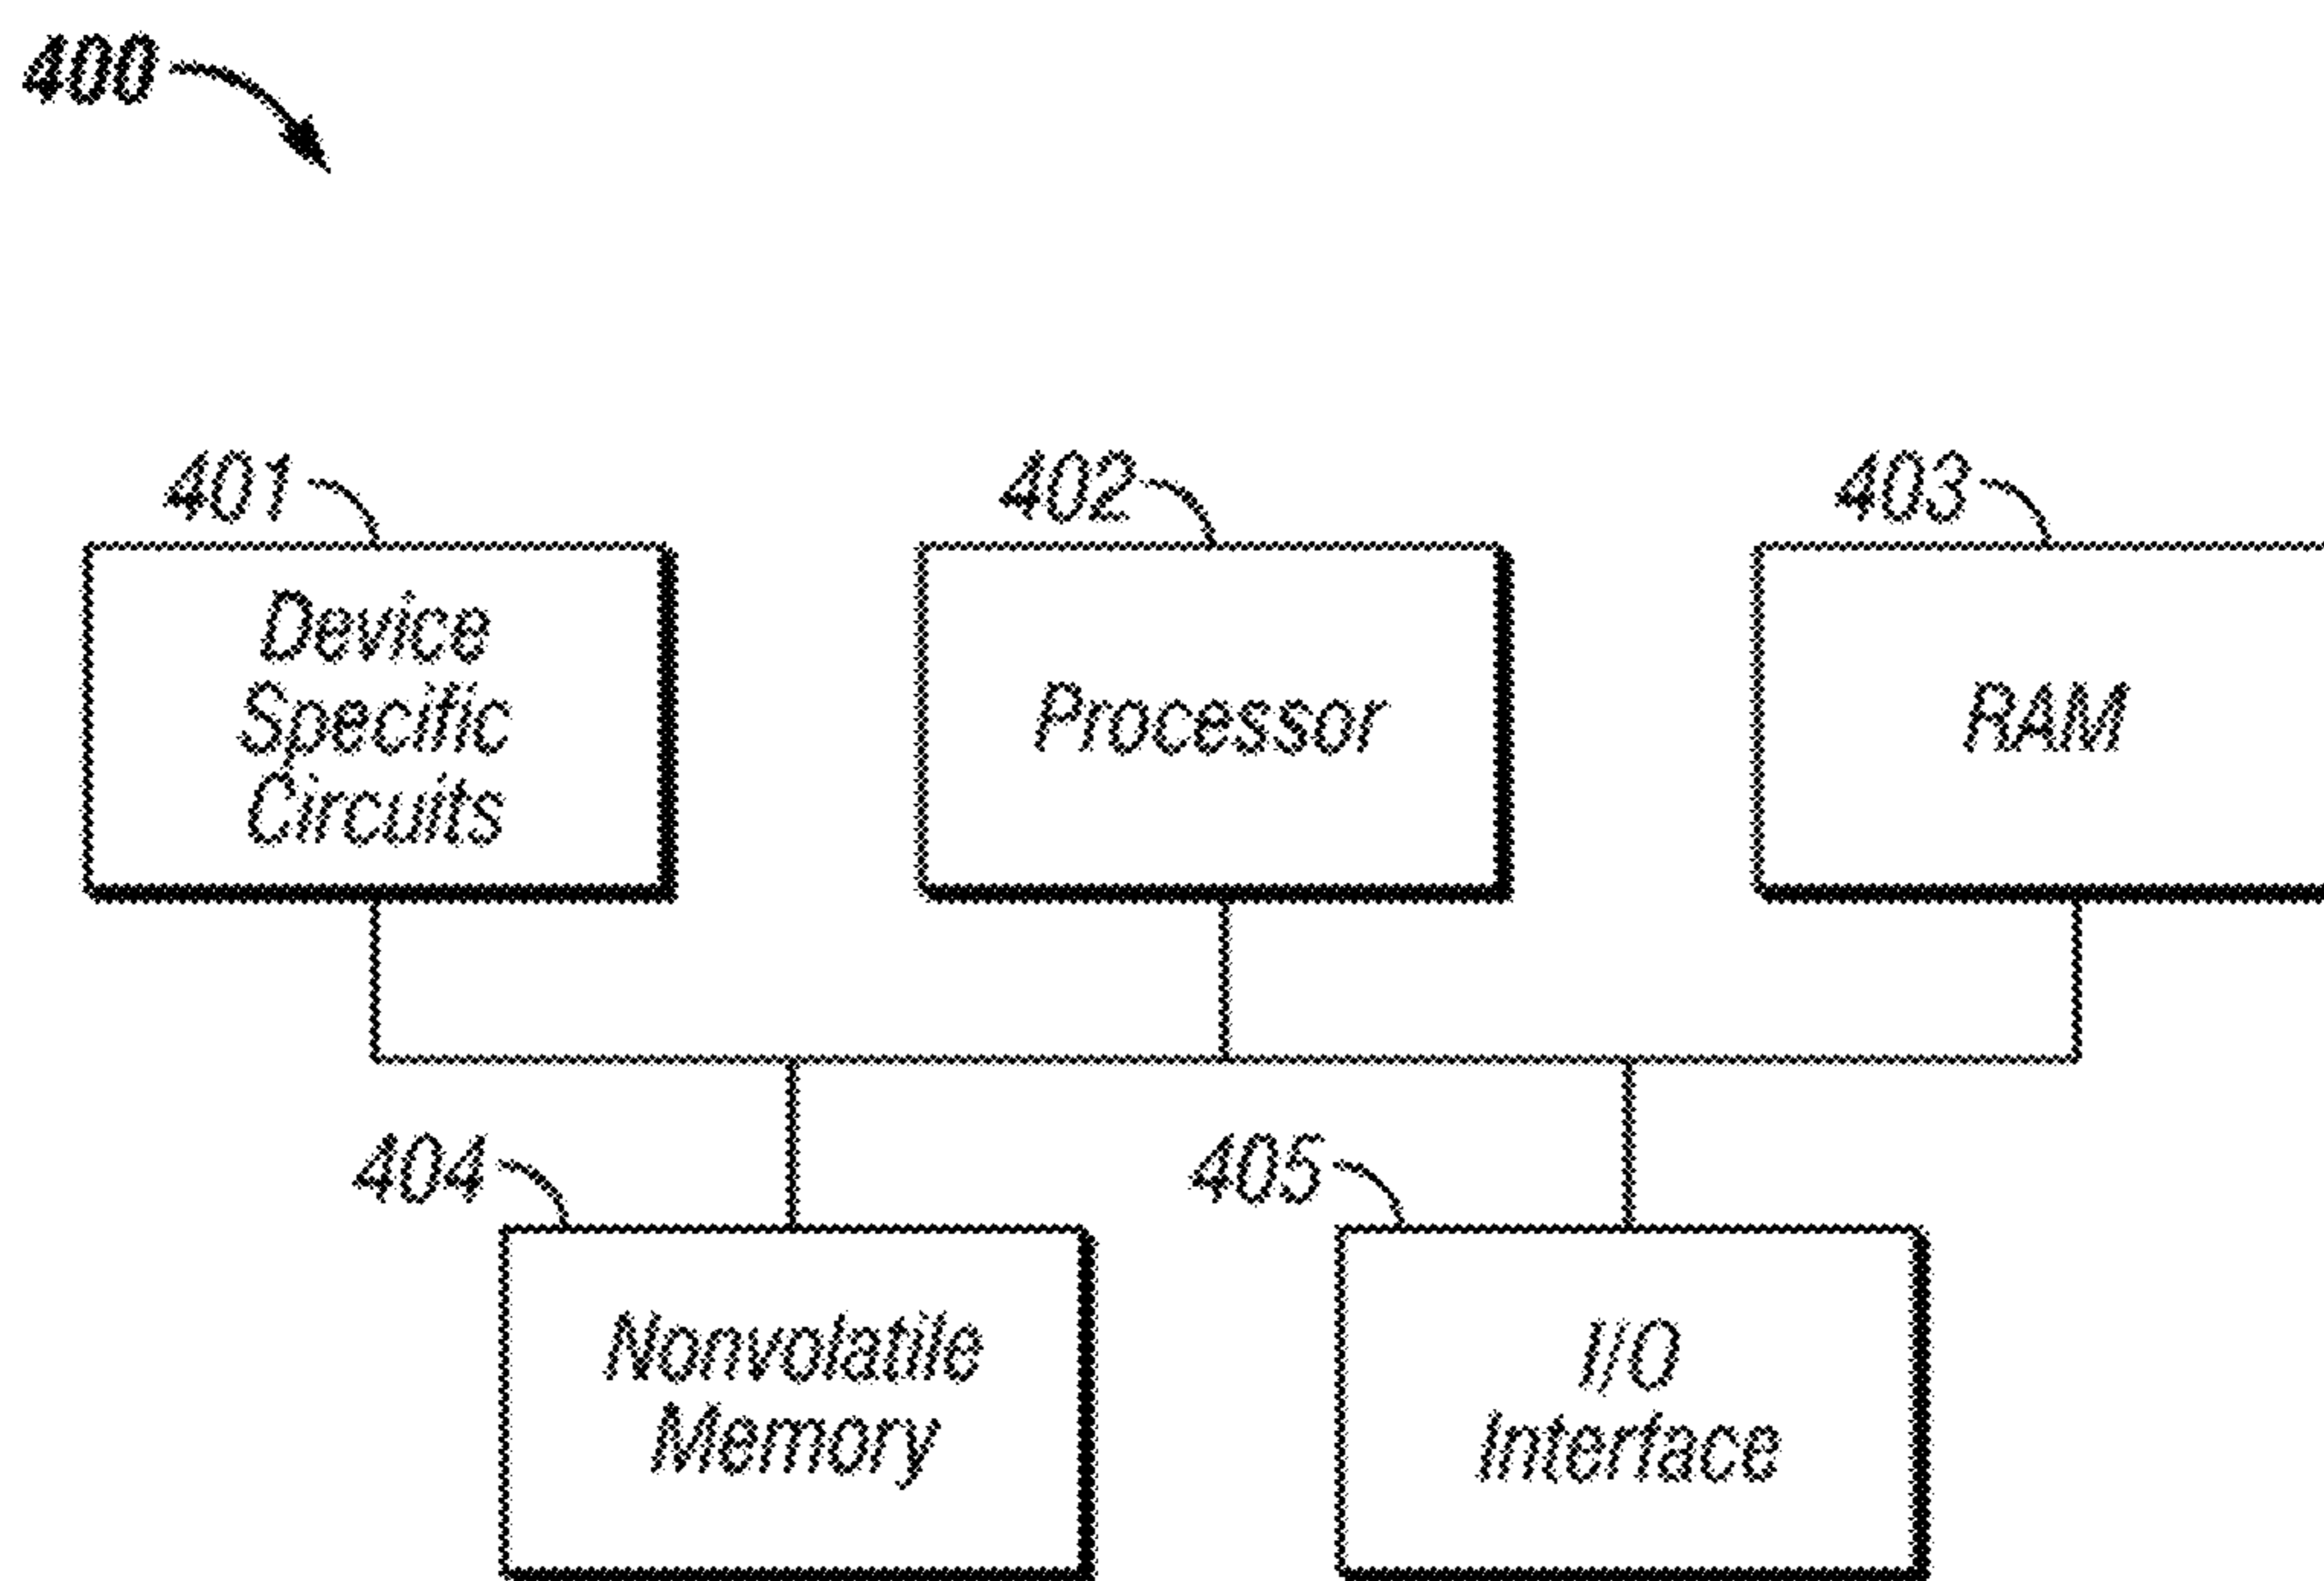 400
401
402
403
Device
Specific
Circuits
Processor
RAM
404
405
Nonvolatile
Memory
I/O
Interface